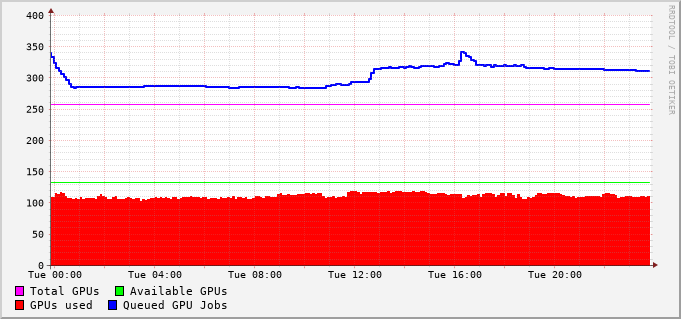 400
350
300
250
200
150
100
50
0
Tue 00:00 Tue 04:00 Tue 08:00 Tue 12:00 Tue 16:00 Tue 20:00
Total GPUs Available GPUs
GPUs used Queued GPU Jobs
RRDTOOL / TOBI OETIKER